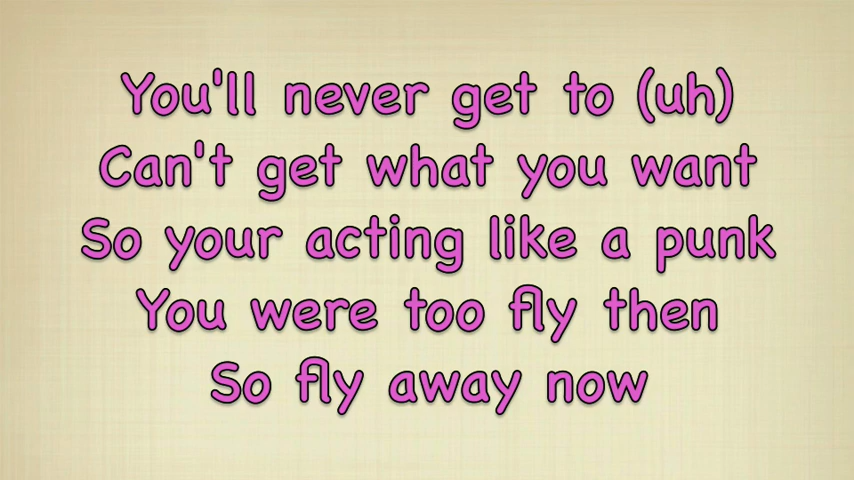 You'll never get to (uh)
Can't get what you want
So your acting like a punk
You were too fly then
So fly away now